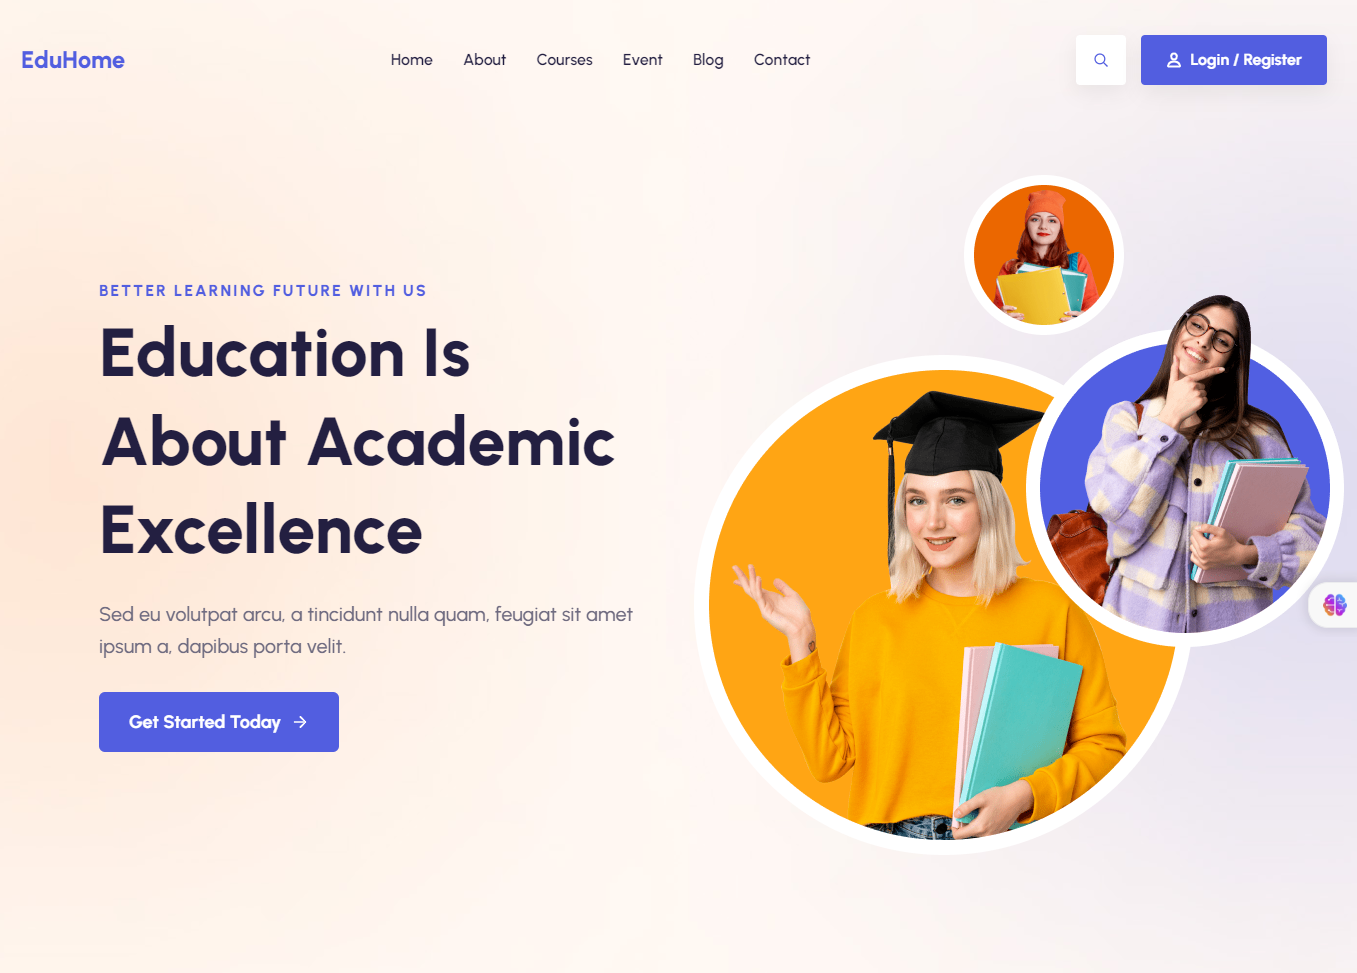 EduHome
Home About Courses Event Blog Contact
Login / Register
BETTER LEARNING FUTURE WITH US
Education Is
About Academic
Excellence
Sed eu volutpat arcu, a tincidunt nulla quam, feugiat sit amet
ipsum a, dapibus porta velit.
Get Started Today